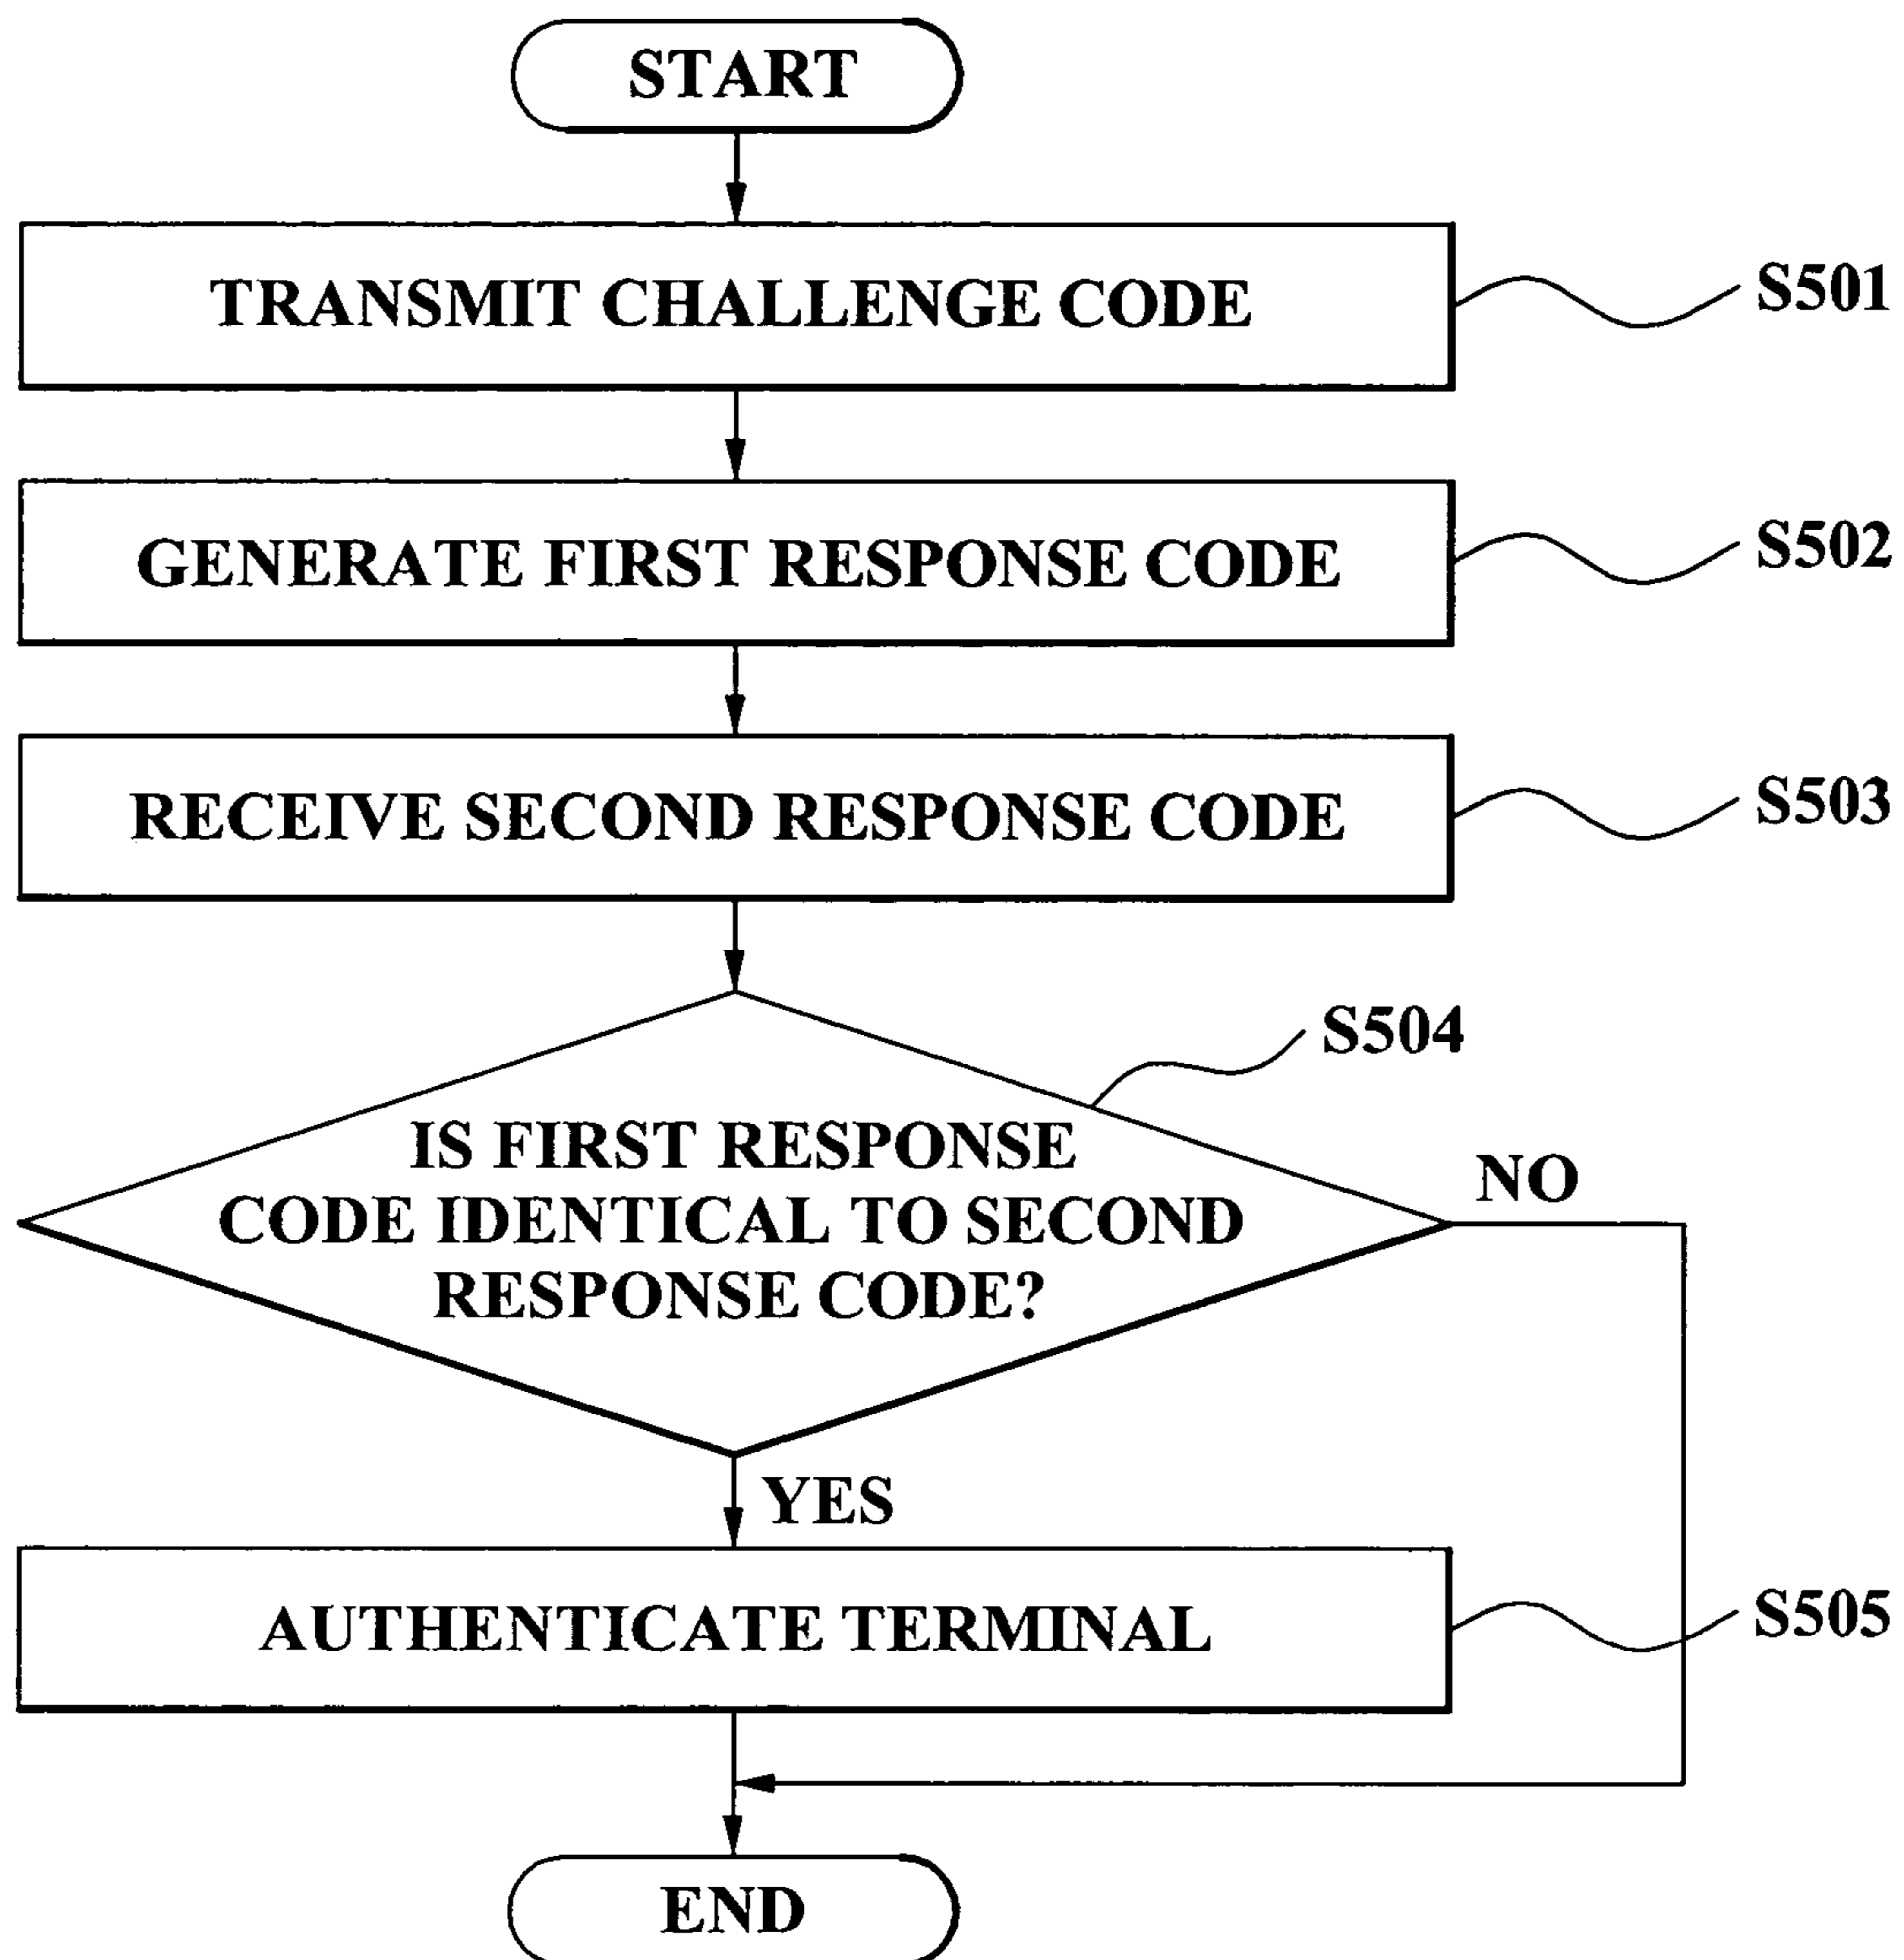 START
TRANSMIT CHALLENGE CODE
S501
GENERATE FIRST RESPONSE CODE
S502
RECEIVE SECOND RESPONSE CODE
S503
S504
IS FIRST RESPONSE
CODE IDENTICAL TO SECOND
RESPONSE CODE?
NO
YES
AUTHENTICATE TERMINAL
S505
END